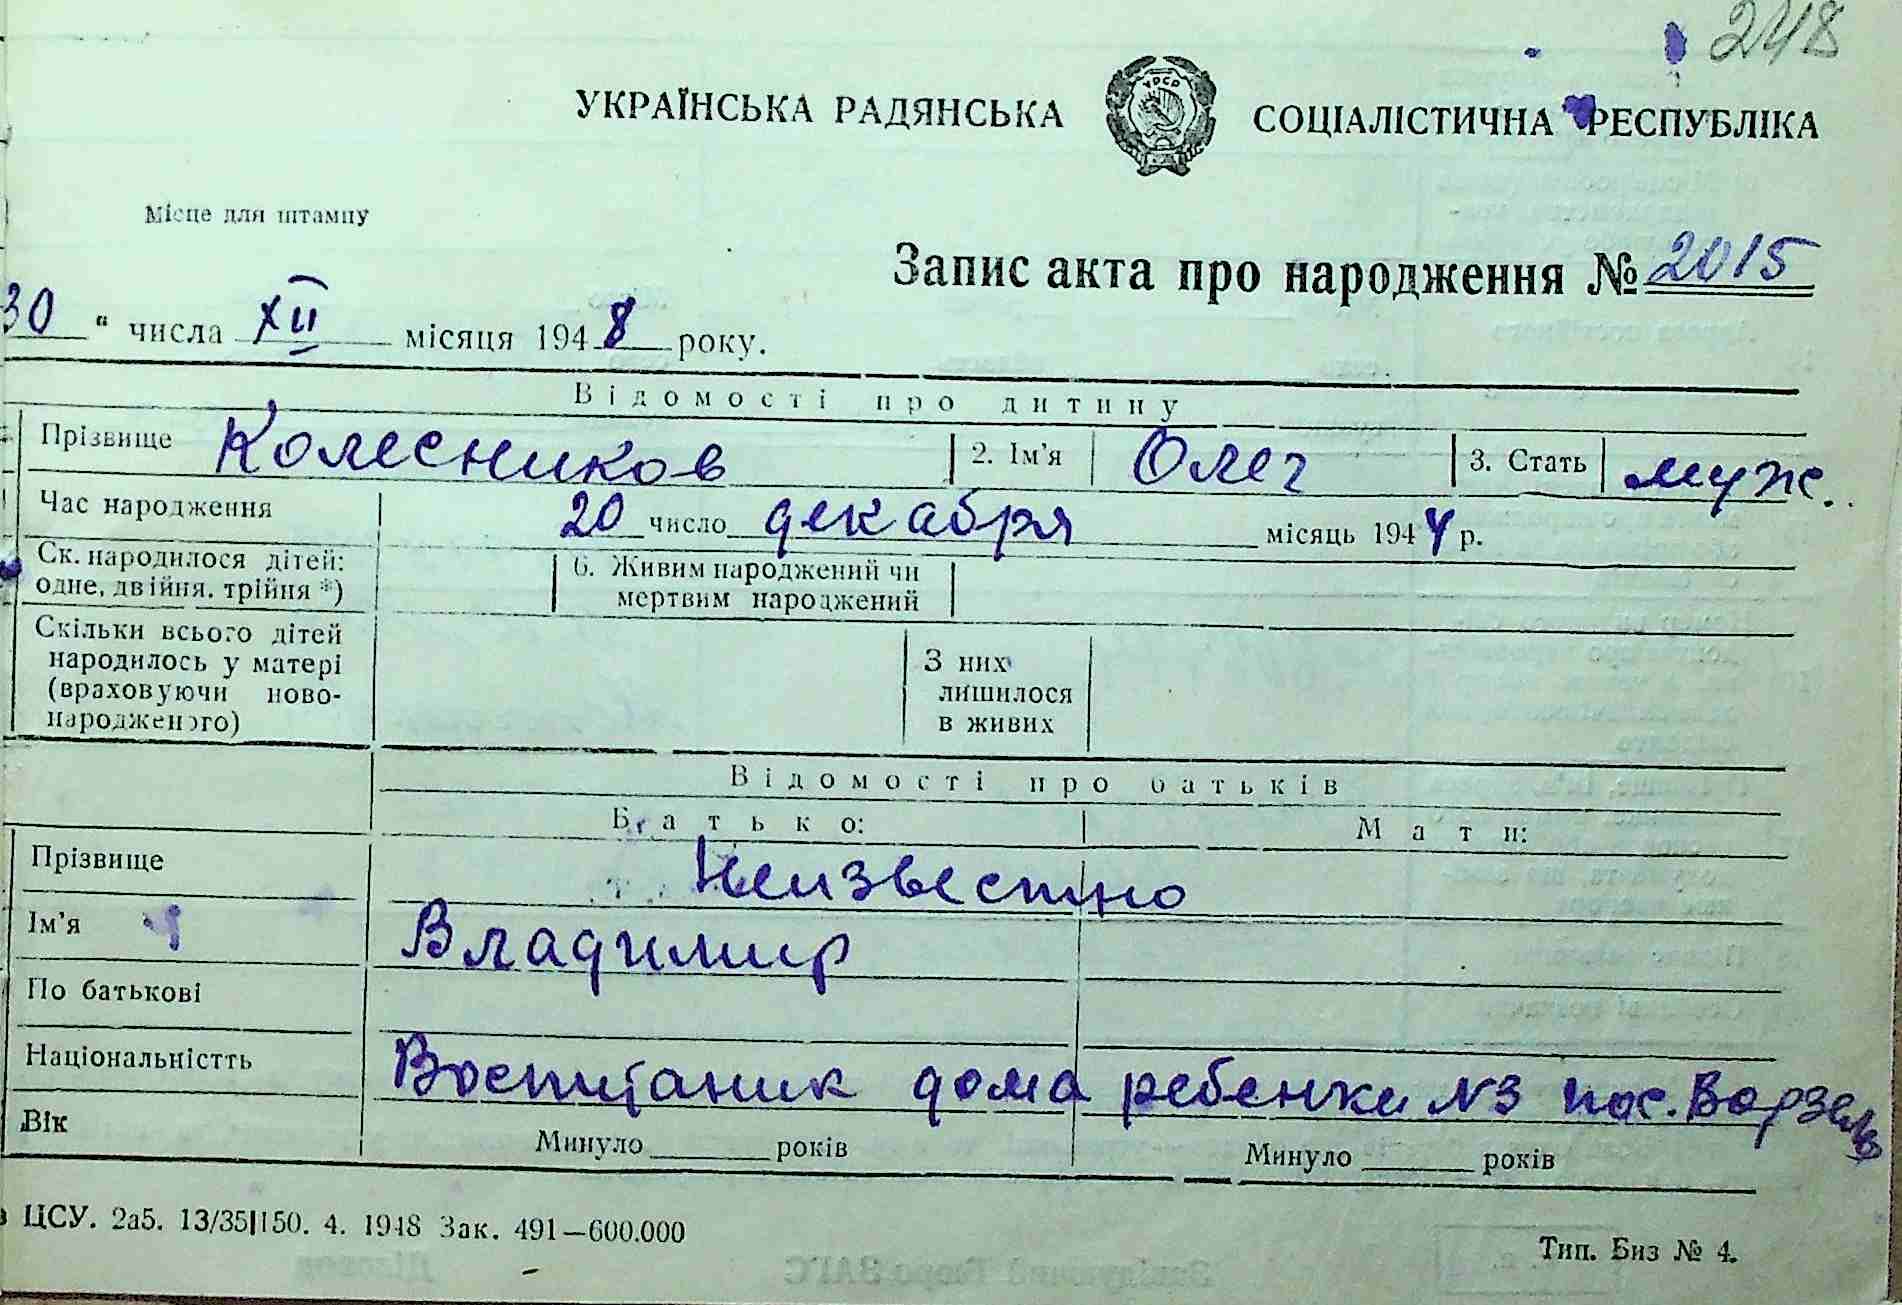 248
УКРАЇНСЬКА РАДЯНСЬКА СОЦІАЛІСТИЧНА РЕСПУБЛІКА
УРСР
Місце для штампу
Запис акта про народження № 2015
30 " числа XII місяця 1948 року.
Відомості про дитину
Прізвище Колесников 2. Ім'я Олег 3. Стать муж.
Час народження 20 число декабря місяць 1944 р.
Ск. народилося дітей: одне, двійня, трійня *) 6. Живим народжений чи мертвим народжений
Скільки всього дітей народилось у матері (враховуючи ново-народженого) З них лишилося в живих
Відомості про батьків
Батько: Мати:
Прізвище Неизвестно
Ім'я Владимир
По батькові
Національністть Воспитаник дома ребенка N3 пос. Ворзель
Вік Минуло років Минуло років
ЦСУ. 2а5. 13/35|150. 4. 1948 Зак. 491—600.000
Тип. Биз № 4.